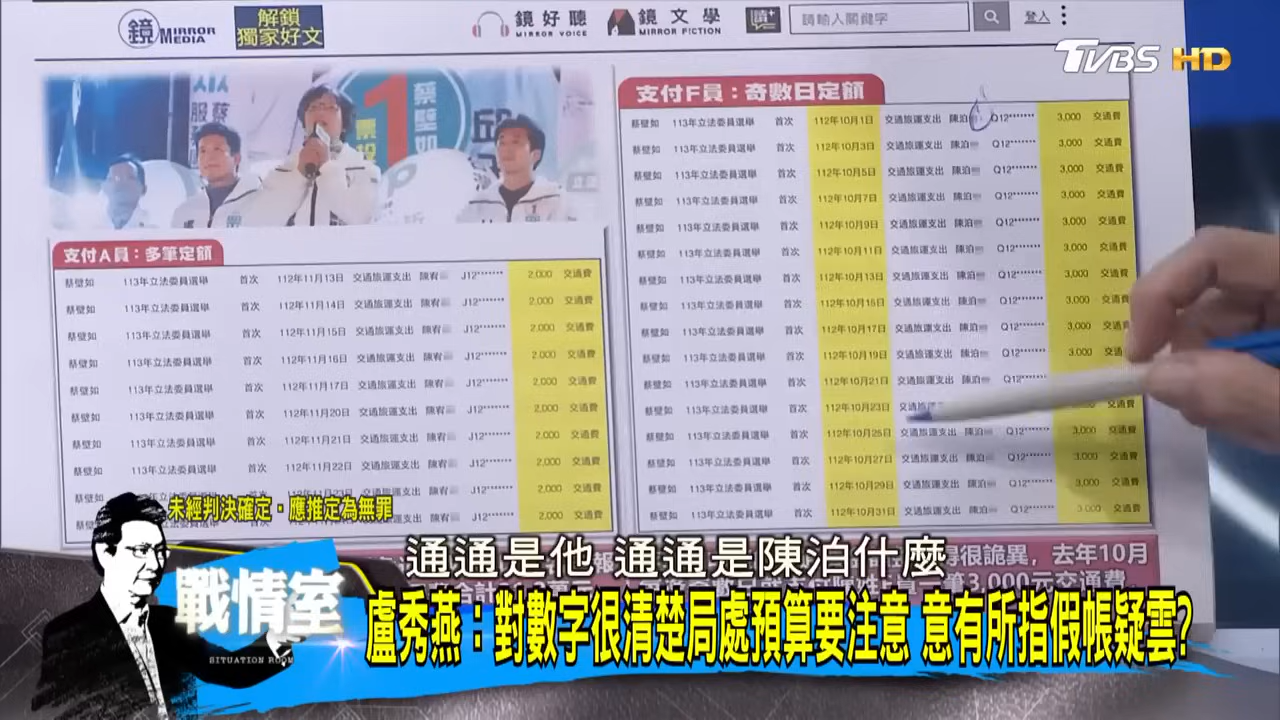 鏡 MIRROR MEDIA
解鎖
獨家好文
鏡好聽
MIRROR VOICE
鏡文學
MIRROR FICTION
請輸入關鍵字
登入
TVBS HD
1
蔡壁如
支付A員:多筆定額
蔡壁如 113年立法委員選舉 首次 112年11月13日 交通旅運支出 陳宥 J12******* 2,000 交通費
蔡壁如 113年立法委員選舉 首次 112年11月14日 交通旅運支出 陳宥 J12******* 2,000 交通費
蔡壁如 113年立法委員選舉 首次 112年11月15日 交通旅運支出 陳宥 J12******* 2,000 交通費
蔡壁如 113年立法委員選舉 首次 112年11月16日 交通旅運支出 陳宥 J12******* 2,000 交通費
蔡壁如 113年立法委員選舉 首次 112年11月17日 交通旅運支出 陳宥 J12******* 2,000 交通費
蔡壁如 113年立法委員選舉 首次 112年11月20日 交通旅運支出 陳宥 J12******* 2,000 交通費
蔡壁如 113年立法委員選舉 首次 112年11月21日 交通旅運支出 陳宥 J12******* 2,000 交通費
蔡壁如 113年立法委員選舉 首次 112年11月22日 交通旅運支出 陳宥 J12******* 2,000 交通費
年立法委員選舉 首次 112年11月23日 交通旅運支出 陳宥 J12******* 2,000 交通費
交通旅運支出 陳宥 J12******* 2,000 交通費
支付F員:奇數日定額
蔡壁如 113年立法委員選舉 首次 112年10月1日 交通旅運支出 陳泊 Q12******* 3,000 交通費
蔡壁如 113年立法委員選舉 首次 112年10月3日 交通旅運支出 陳泊 Q12******* 3,000 交通費
蔡壁如 113年立法委員選舉 首次 112年10月5日 交通旅運支出 陳泊 Q12******* 3,000 交通費
蔡壁如 113年立法委員選舉 首次 112年10月7日 交通旅運支出 陳泊 Q12******* 3,000 交通費
蔡壁如 113年立法委員選舉 首次 112年10月9日 交通旅運支出 陳泊 Q12******* 3,000 交通費
蔡壁如 113年立法委員選舉 首次 112年10月11日 交通旅運支出 陳泊 Q12******* 3,000 交通費
蔡壁如 113年立法委員選舉 首次 112年10月13日 交通旅運支出 陳泊 Q12******* 3,000 交通費
蔡壁如 113年立法委員選舉 首次 112年10月15日 交通旅運支出 陳泊 Q12******* 3,000 交通費
蔡壁如 113年立法委員選舉 首次 112年10月17日 交通旅運支出 陳泊 Q12******* 3,000 交通
蔡壁如 113年立法委員選舉 首次 112年10月19日 交通旅運支出 陳泊 Q12******* 3,000 交通
蔡壁如 113年立法委員選舉 首次 112年10月21日 交通旅運支出 陳泊 Q12
蔡壁如 113年立法委員選舉 首次 112年10月23日 交通旅 交通費
蔡壁如 113年立法委員選舉 首次 112年10月25日 交通旅運支出 陳泊 Q12******* 3,000 交通費
蔡壁如 113年立法委員選舉 首次 112年10月27日 交通旅運支出 陳泊 Q12******* 3,000 交通費
蔡壁如 113年立法委員選舉 首次 112年10月29日 交通旅運支出 陳泊 Q12******* 3,000 交通費
蔡壁如 113年立法委員選舉 首次 112年10月31日 交通旅運支出 陳泊 Q12******* 3,000 交通費
得很詭異,去年10月
一筆3,000元交通費
未經判決確定・應推定為無罪
通通是他 通通是陳泊什麼
戰情室
SITUATION ROOM
盧秀燕:對數字很清楚局處預算要注意 意有所指假帳疑雲?